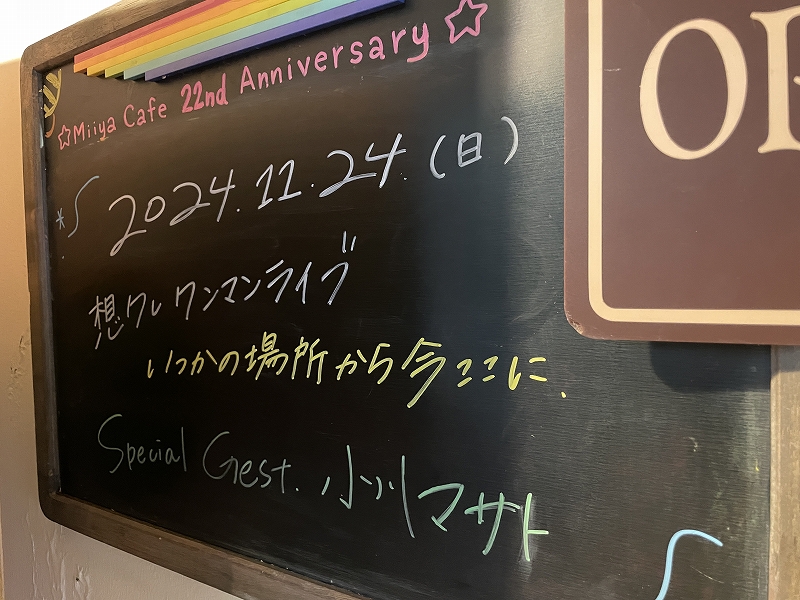 ☆Miiya Cafe 22nd Anniversary☆
2024.11.24.(日)
想ワレ ワンマンライブ
いつかの場所から今ここに.
Special Gest. 小川マサト